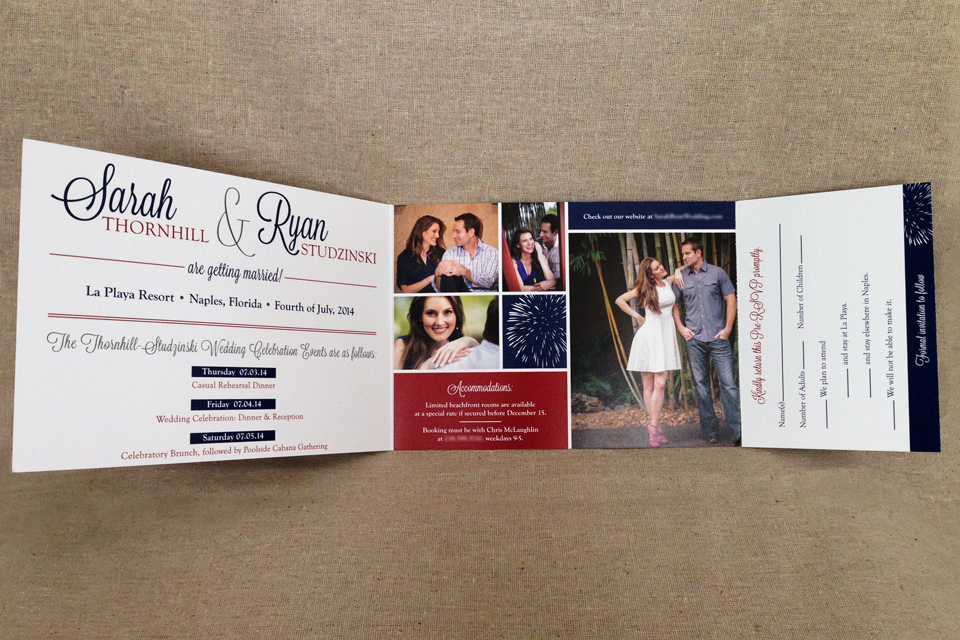 Sarah & Ryan
THORNHILL STUDZINSKI
are getting married!
La Playa Resort • Naples, Florida • Fourth of July, 2014
The Thornhill-Studzinski Wedding Celebration Events are as follows:
Thursday 07.03.14
Casual Rehearsal Dinner
Friday 07.04.14
Wedding Celebration: Dinner & Reception
Saturday 07.05.14
Celebratory Brunch, followed by Poolside Cabana Gathering
Accommodations:
Limited beachfront rooms are available
at a special rate if secured before December 15.
Booking must be with Chris McLaughlin
at weekdays 9-5.
Check out our website at
Kindly return this Pre-RSVP promptly.
Name(s)
Number of Adults Number of Children
We plan to attend
and stay at La Playa.
and stay elsewhere in Naples.
We will not be able to make it.
Formal invitation to follow